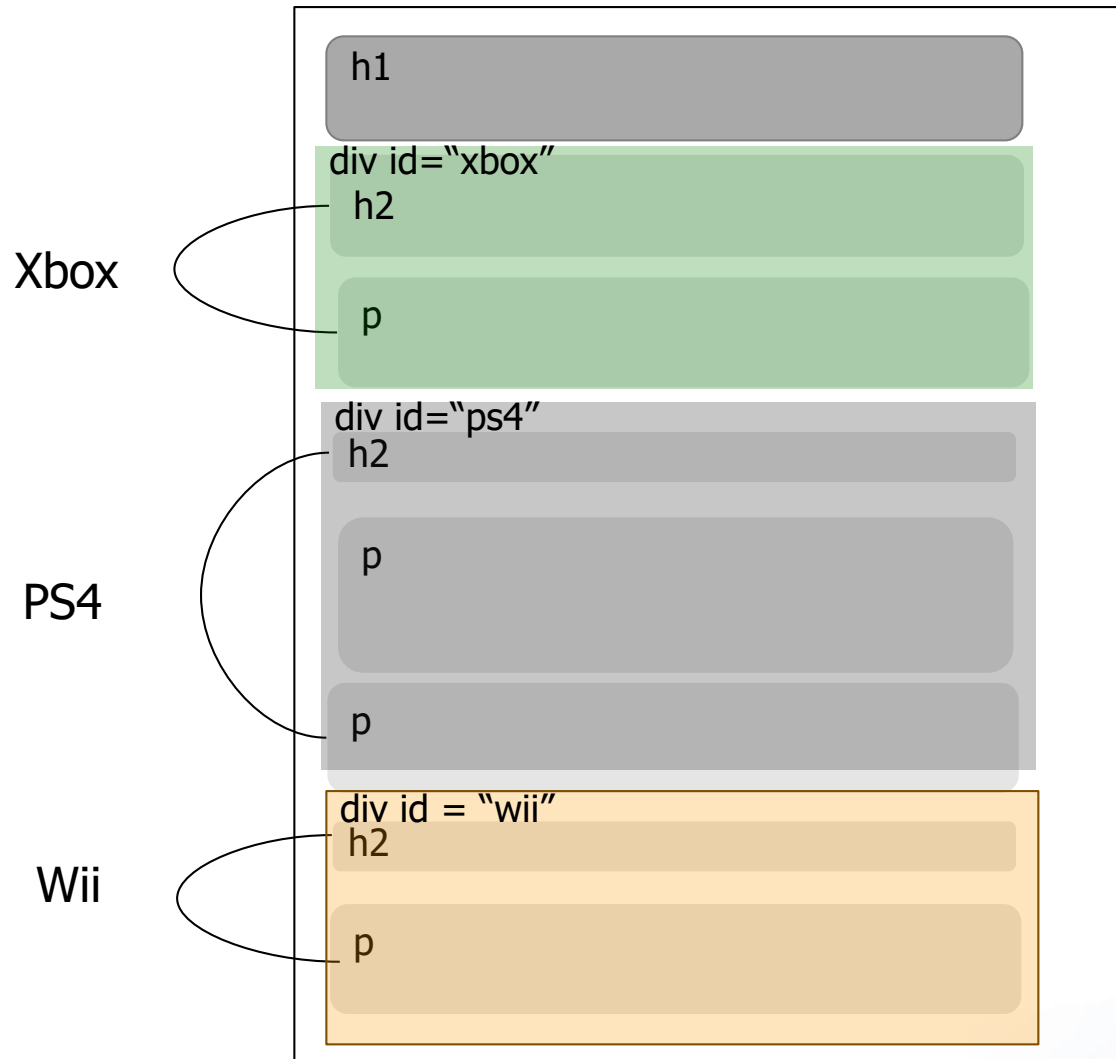 h1
div id=“xbox”
h2
Xbox
p
div id=“ps4”
h2
p
PS4
p
div id = “wii”
h2
Wii
p